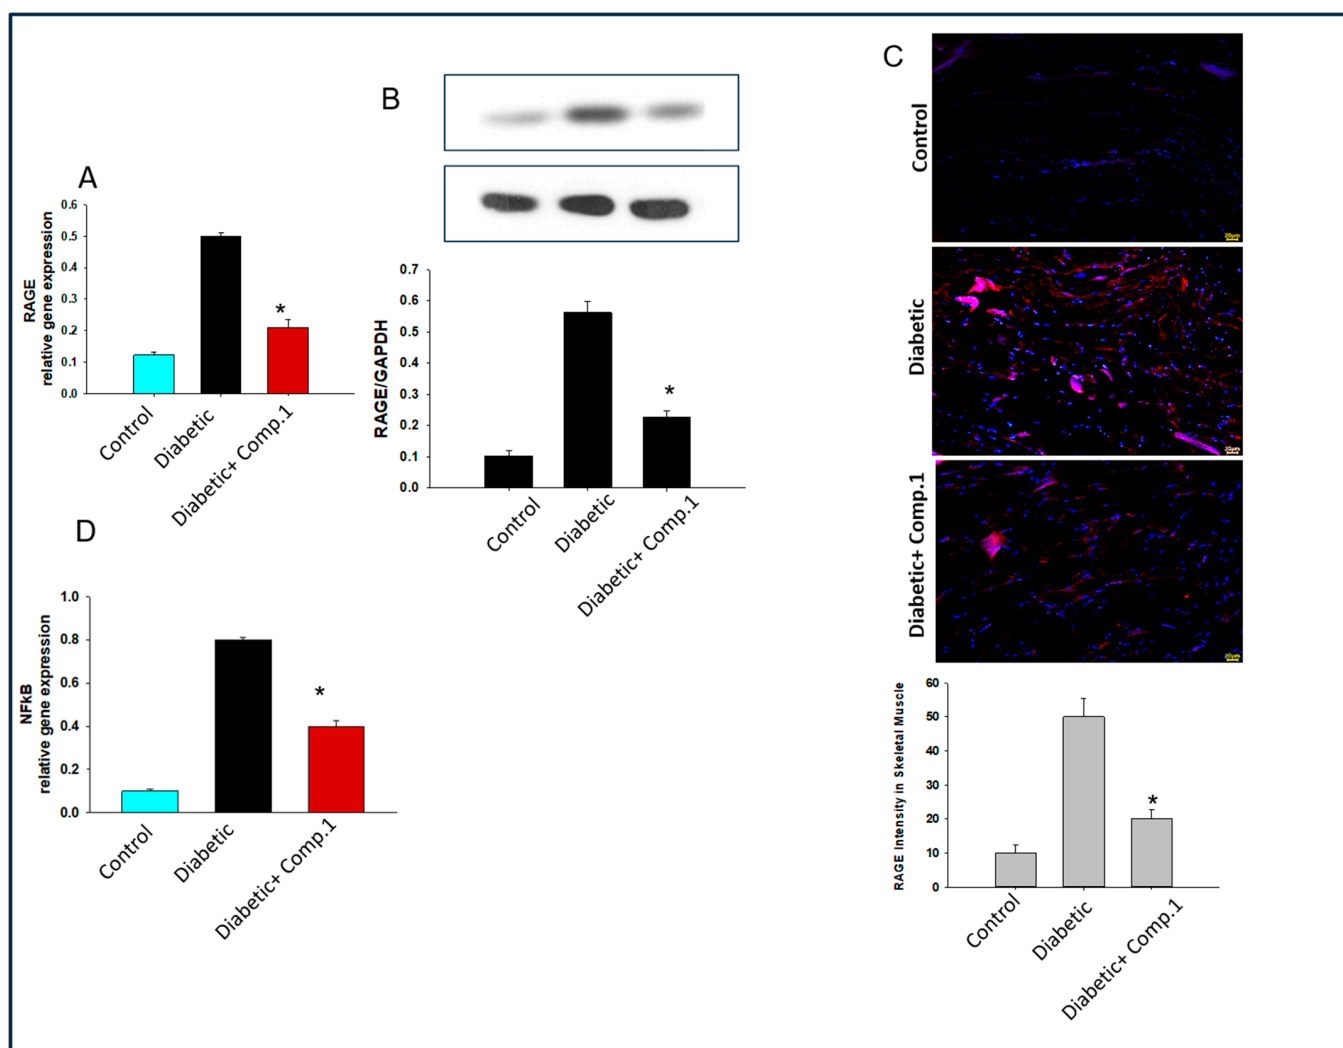 A
RAGE
relative gene expression
0.6
0.5
0.4
0.3
0.2
0.1
0.0
*
Control
Diabetic
Diabetic+ Comp.1
B
RAGE/GAPDH
0.7
0.6
0.5
0.4
0.3
0.2
0.1
0.0
*
Control
Diabetic
Diabetic+ Comp.1
C
Control
20µm
Diabetic
20µm
Diabetic+ Comp.1
20µm
RAGE Intensity in Skeletal Muscle
60
50
40
30
20
10
0
*
Control
Diabetic
Diabetic+ Comp.1
D
NFkB
relative gene expression
1.0
0.8
0.6
0.4
0.2
0.0
*
Control
Diabetic
Diabetic+ Comp.1